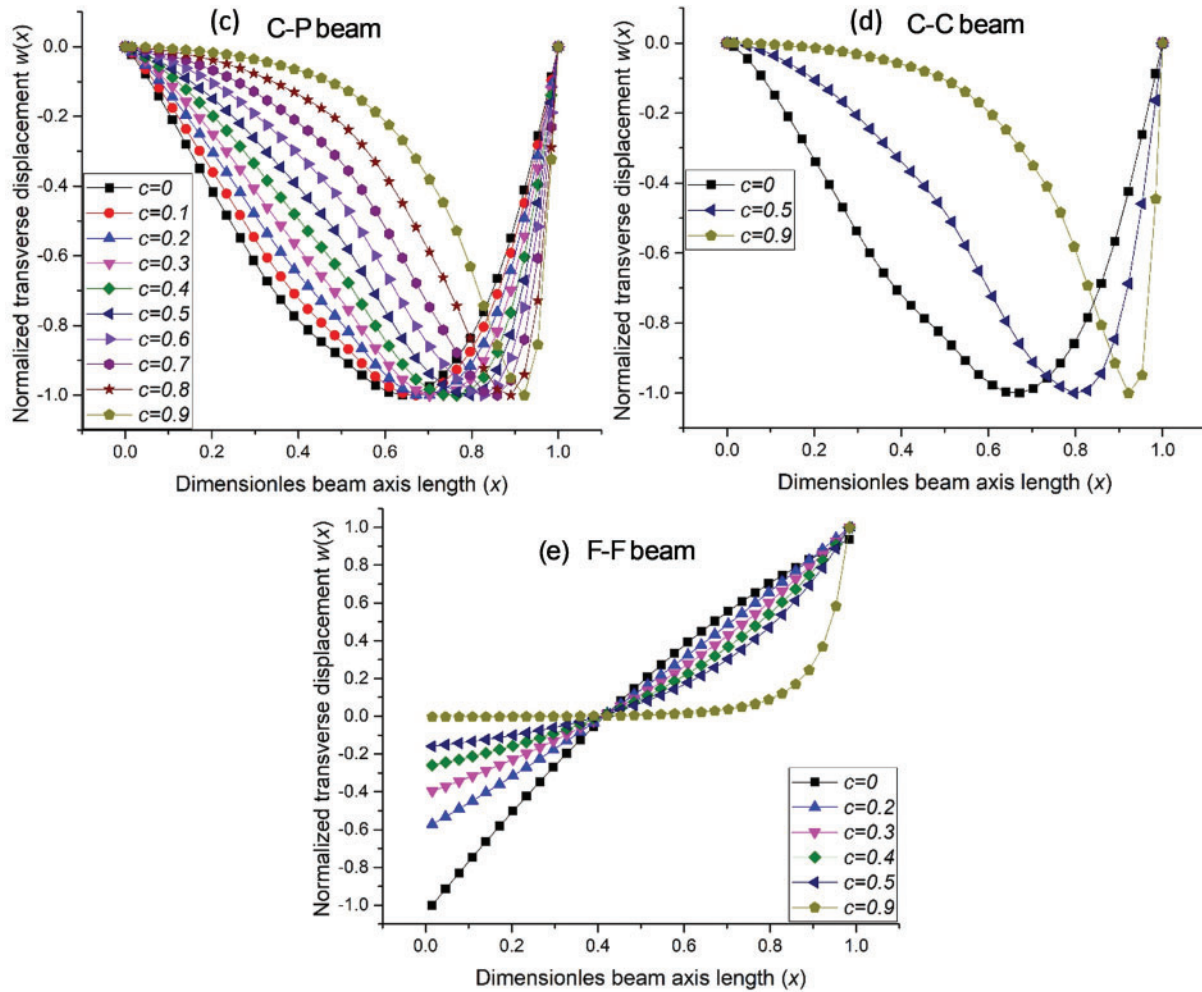 (c) C-P beam
0.0
-0.2
-0.4
-0.6
-0.8
-1.0
Normalized transverse displacement w(x)
c=0
c=0.1
c=0.2
c=0.3
c=0.4
c=0.5
c=0.6
c=0.7
c=0.8
c=0.9
0.0 0.2 0.4 0.6 0.8 1.0
Dimensionles beam axis length (x)
(d) C-C beam
0.0
-0.2
-0.4
-0.6
-0.8
-1.0
Normalized transverse displacement w(x)
c=0
c=0.5
c=0.9
0.0 0.2 0.4 0.6 0.8 1.0
Dimensionles beam axis length (x)
(e) F-F beam
1.0
0.8
0.6
0.4
0.2
0.0
-0.2
-0.4
-0.6
-0.8
-1.0
Normalized transverse displacement w(x)
c=0
c=0.2
c=0.3
c=0.4
c=0.5
c=0.9
0.0 0.2 0.4 0.6 0.8 1.0
Dimensionles beam axis length (x)